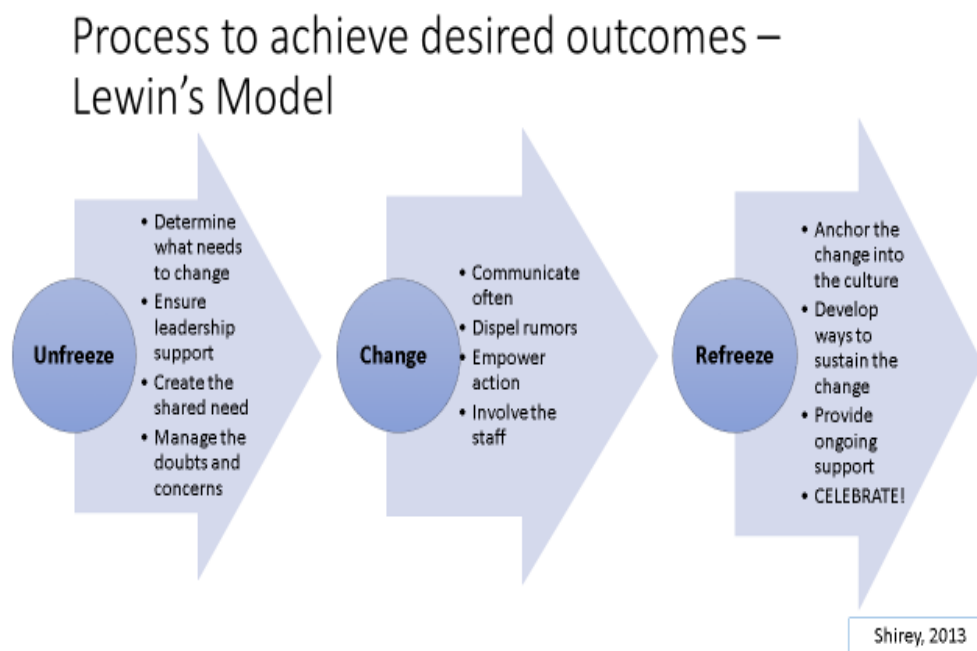 Process to achieve desired outcomes –
Lewin's Model
Unfreeze
• Determine
what needs
to change
• Ensure
leadership
support
• Create the
shared need
• Manage the
doubts and
concerns
Change
• Communicate
often
• Dispel rumors
• Empower
action
• Involve the
staff
Refreeze
• Anchor the
change into
the culture
• Develop
ways to
sustain the
change
• Provide
ongoing
support
• CELEBRATE!
Shirey, 2013